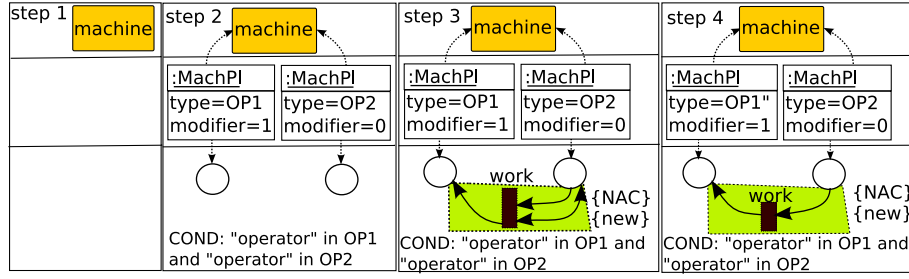 step 1
machine
step 2
machine
:MachPl
type=OP1
modifier=1
:MachPl
type=OP2
modifier=0
COND: "operator" in OP1
and "operator" in OP2
step 3
machine
:MachPl
type=OP1
modifier=1
:MachPl
type=OP2
modifier=0
work
{NAC}
{new}
COND: "operator" in OP1 and
"operator" in OP2
step 4
machine
:MachPl
type=OP1"
modifier=1
:MachPl
type=OP2
modifier=0
work
{NAC}
{new}
COND: "operator" in OP1 and
"operator" in OP2